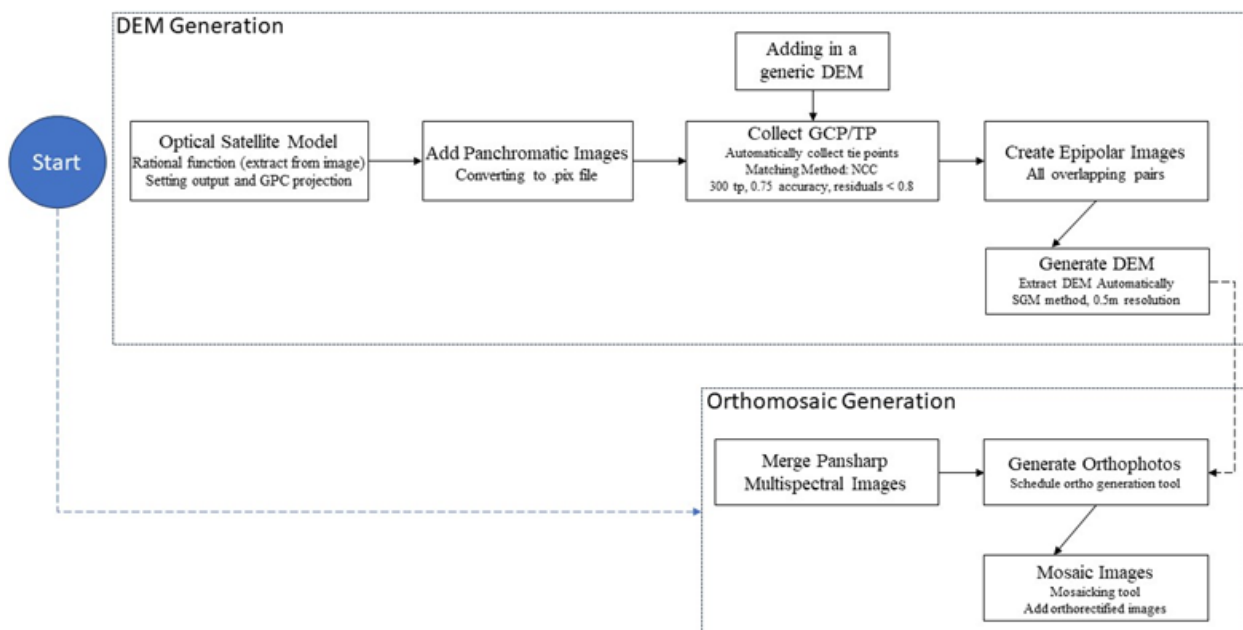 DEM Generation
Adding in a
generic DEM
Start
Optical Satellite Model
Rational function (extract from image)
Setting output and GPC projection
Add Panchromatic Images
Converting to .pix file
Collect GCP/TP
Automatically collect tie points
Matching Method: NCC
300 tp, 0.75 accuracy, residuals < 0.8
Create Epipolar Images
All overlapping pairs
Generate DEM
Extract DEM Automatically
SGM method, 0.5m resolution
Orthomosaic Generation
Merge Pansharp
Multispectral Images
Generate Orthophotos
Schedule ortho generation tool
Mosaic Images
Mosaicking tool
Add orthorectified images